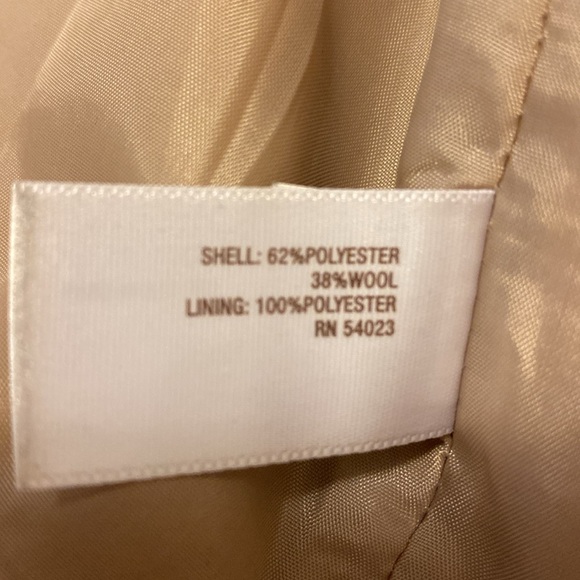 SHELL: 62%POLYESTER
38%WOOL
LINING: 100%POLYESTER
RN 54023